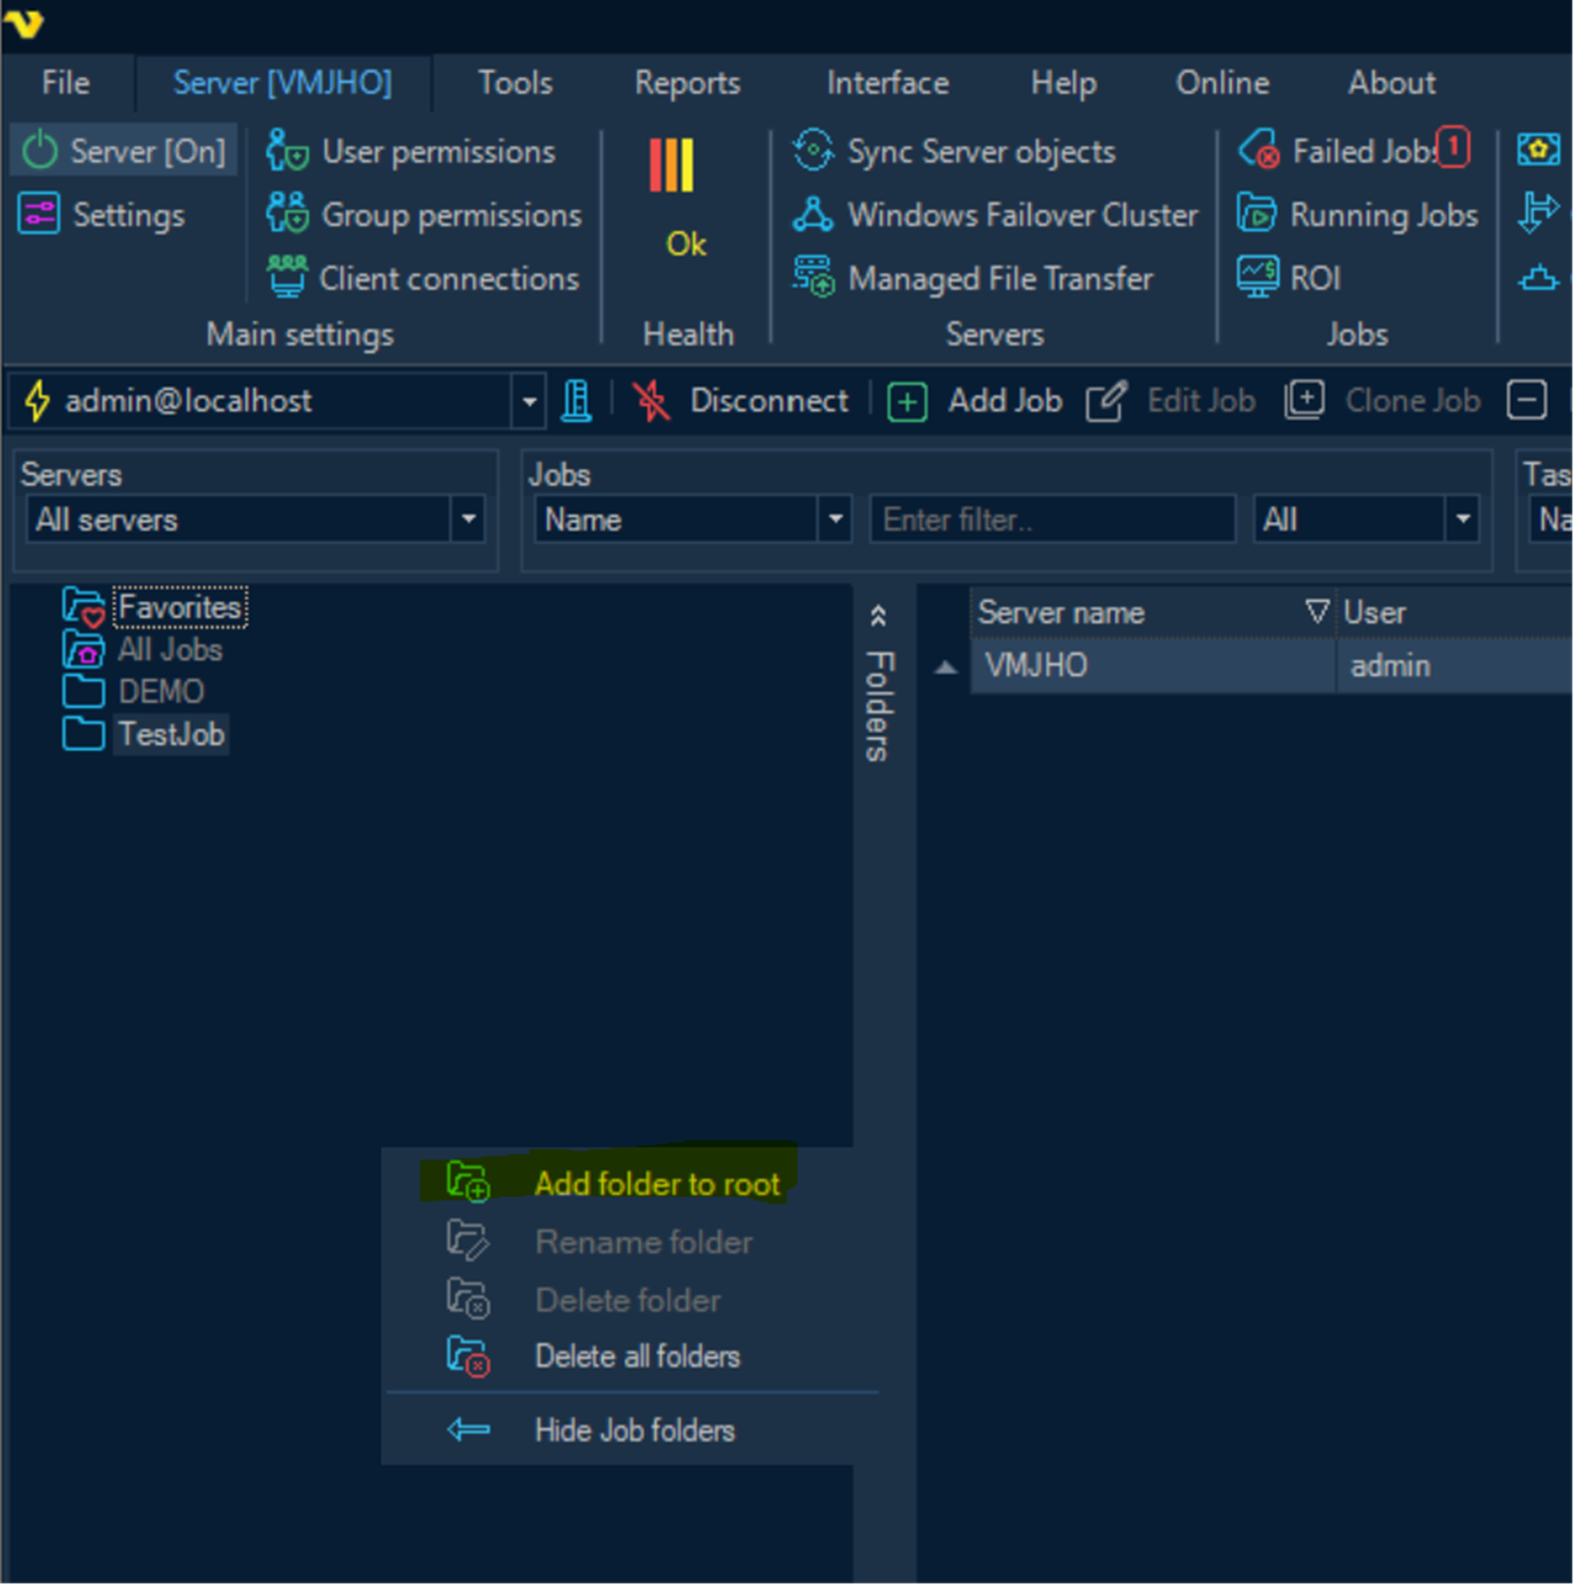 File Server [VMJHO] Tools Reports Interface Help Online About
Server [On] User permissions Sync Server objects Failed Jobs 1
Settings Group permissions Ok Windows Failover Cluster Running Jobs
Client connections Managed File Transfer ROI
Main settings Health Servers Jobs
admin@localhost Disconnect Add Job Edit Job Clone Job
Servers Jobs
All servers Name Enter filter.. All
Favorites Server name User
All Jobs VMJHO admin
DEMO Folders
TestJob
Add folder to root
Rename folder
Delete folder
Delete all folders
Hide Job folders